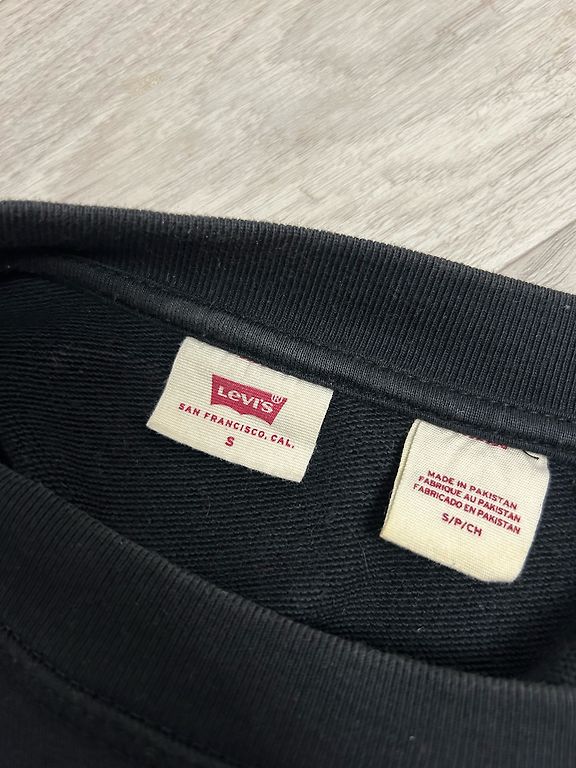 Levi's®
SAN FRANCISCO, CAL.
S
MADE IN PAKISTAN
FABRIQUE AU PAKISTAN
FABRICADO EN PAKISTAN
S/P/CH